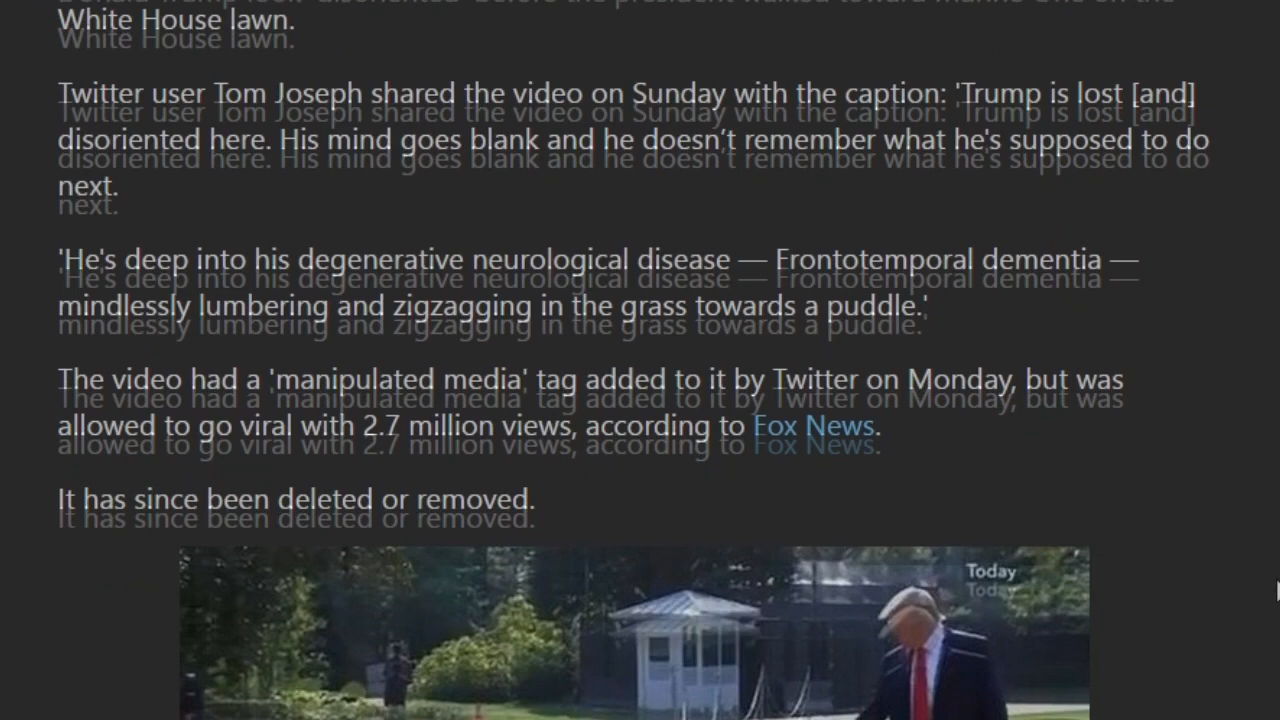 White House lawn.
Twitter user Tom Joseph shared the video on Sunday with the caption: 'Trump is lost [and]
disoriented here. His mind goes blank and he doesn’t remember what he's supposed to do
next.
'He's deep into his degenerative neurological disease — Frontotemporal dementia —
mindlessly lumbering and zigzagging in the grass towards a puddle.'
The video had a 'manipulated media' tag added to it by Twitter on Monday, but was
allowed to go viral with 2.7 million views, according to Fox News.
It has since been deleted or removed.
Today